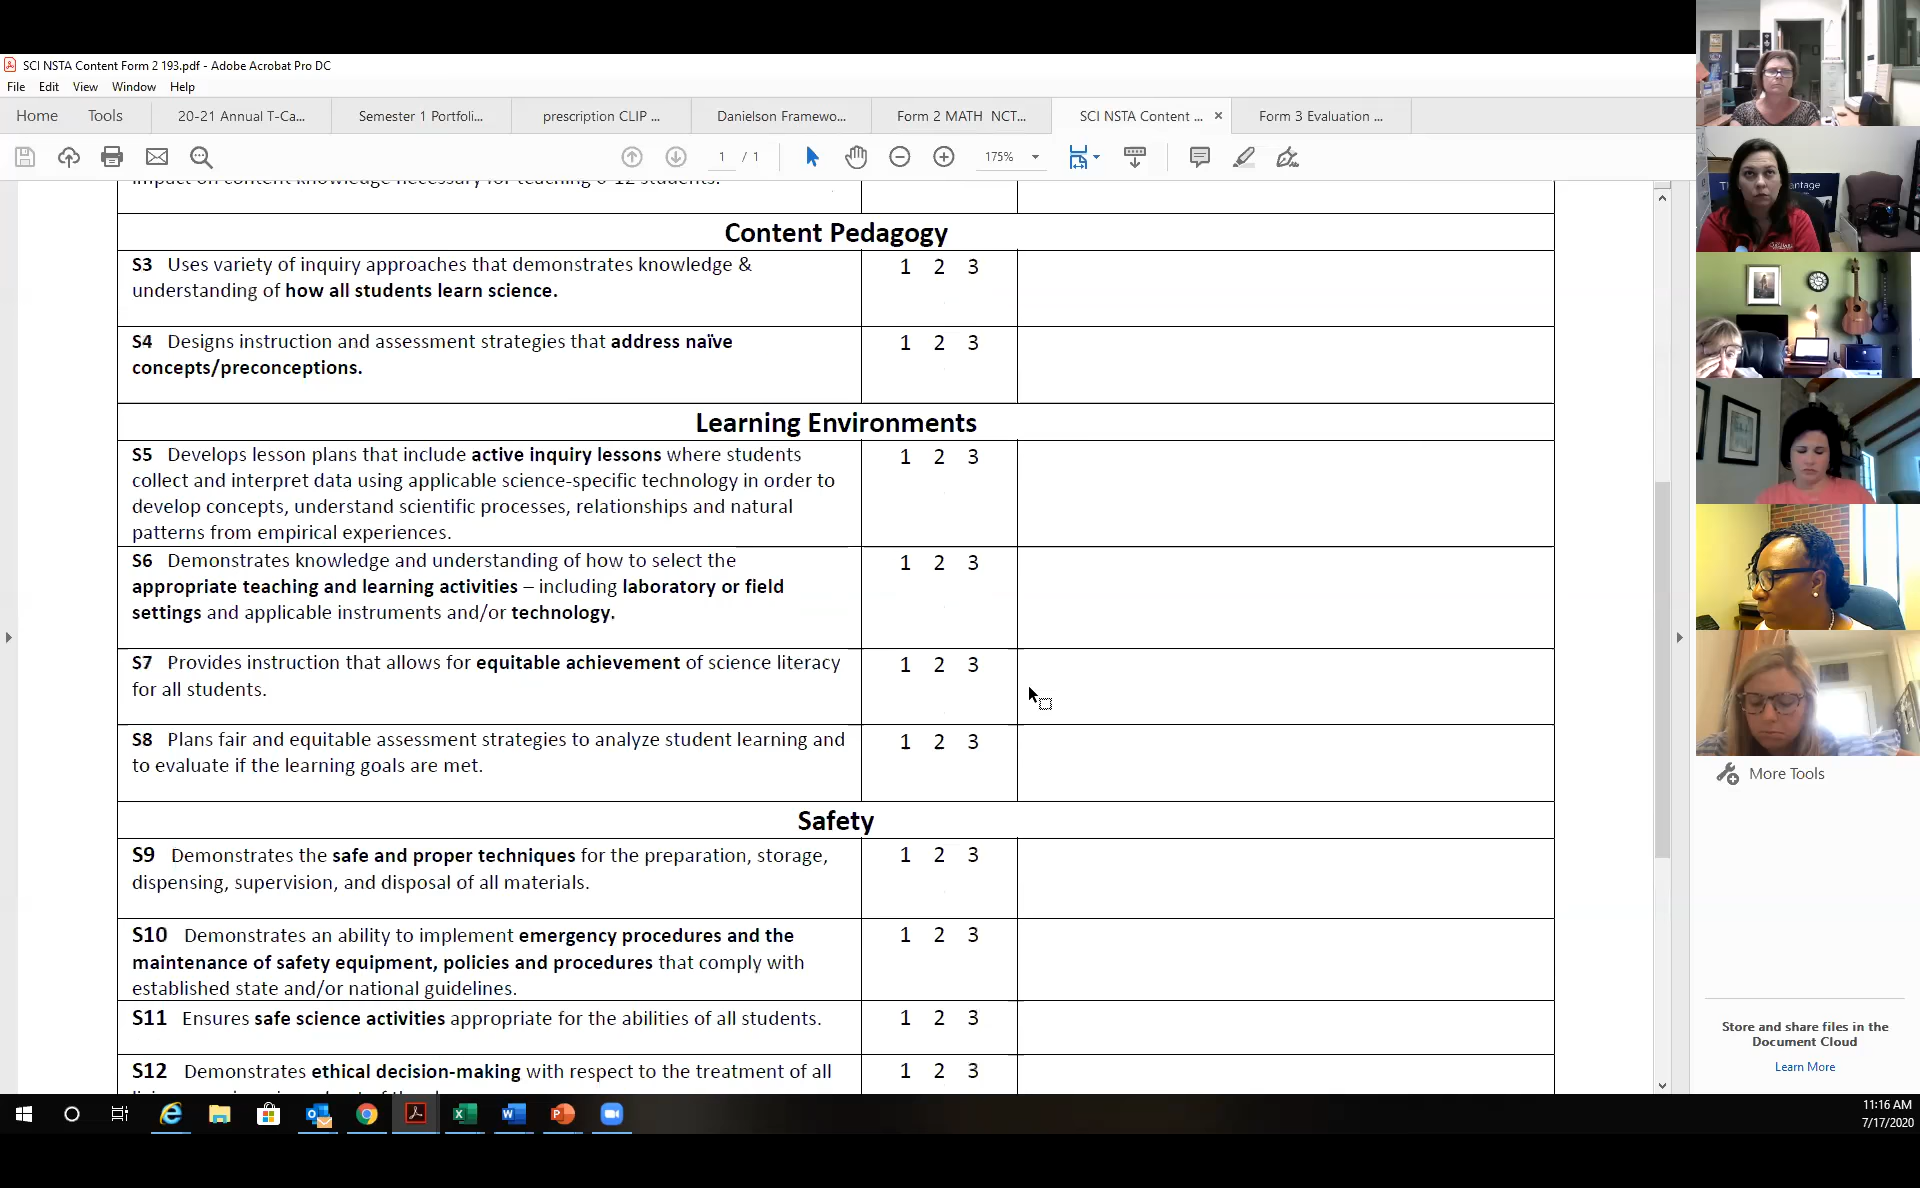 SCI NSTA Content Form 2 193.pdf - Adobe Acrobat Pro DC
File Edit View Window Help
Home Tools 20-21 Annual T-Ca... Semester 1 Portfoli... prescription CLIP ... Danielson Framewo... Form 2 MATH NCT... SCI NSTA Content ... × Form 3 Evaluation ...
1 / 1 175%
impact on content knowledge necessary for teaching 6-12 students.
Content Pedagogy
S3 Uses variety of inquiry approaches that demonstrates knowledge & 1 2 3
understanding of how all students learn science.
S4 Designs instruction and assessment strategies that address naïve 1 2 3
concepts/preconceptions.
Learning Environments
S5 Develops lesson plans that include active inquiry lessons where students 1 2 3
collect and interpret data using applicable science-specific technology in order to
develop concepts, understand scientific processes, relationships and natural
patterns from empirical experiences.
S6 Demonstrates knowledge and understanding of how to select the 1 2 3
appropriate teaching and learning activities – including laboratory or field
settings and applicable instruments and/or technology.
S7 Provides instruction that allows for equitable achievement of science literacy 1 2 3
for all students.
S8 Plans fair and equitable assessment strategies to analyze student learning and 1 2 3
to evaluate if the learning goals are met.
Safety
S9 Demonstrates the safe and proper techniques for the preparation, storage, 1 2 3
dispensing, supervision, and disposal of all materials.
S10 Demonstrates an ability to implement emergency procedures and the 1 2 3
maintenance of safety equipment, policies and procedures that comply with
established state and/or national guidelines.
S11 Ensures safe science activities appropriate for the abilities of all students. 1 2 3
S12 Demonstrates ethical decision-making with respect to the treatment of all 1 2 3
More Tools
Store and share files in the
Document Cloud
Learn More
11:16 AM
7/17/2020